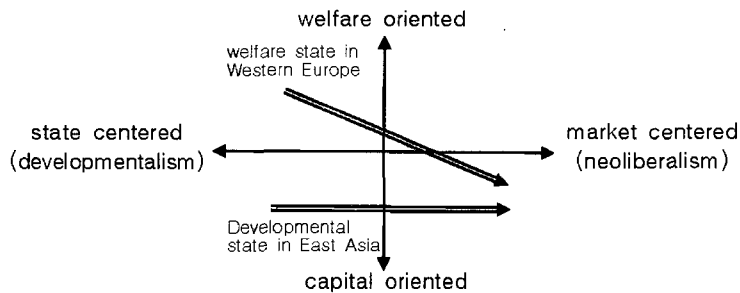 welfare oriented
welfare state in
Western Europe
state centered
(developmentalism)
market centered
(neoliberalism)
Developmental
state in East Asia
capital oriented